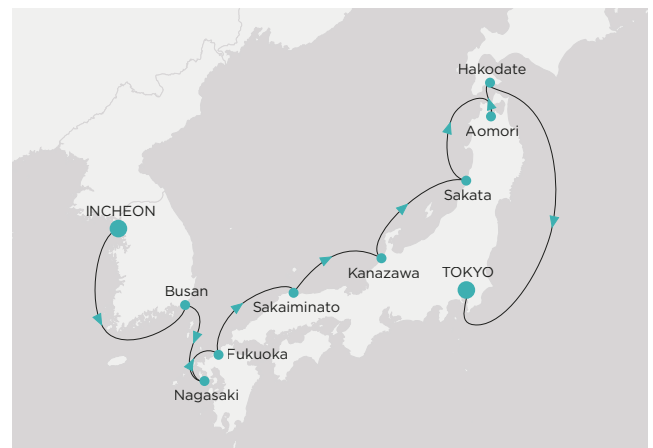 Hakodate
Aomori
Sakata
INCHEON
Kanazawa
TOKYO
Busan
Sakaiminato
Fukuoka
Nagasaki